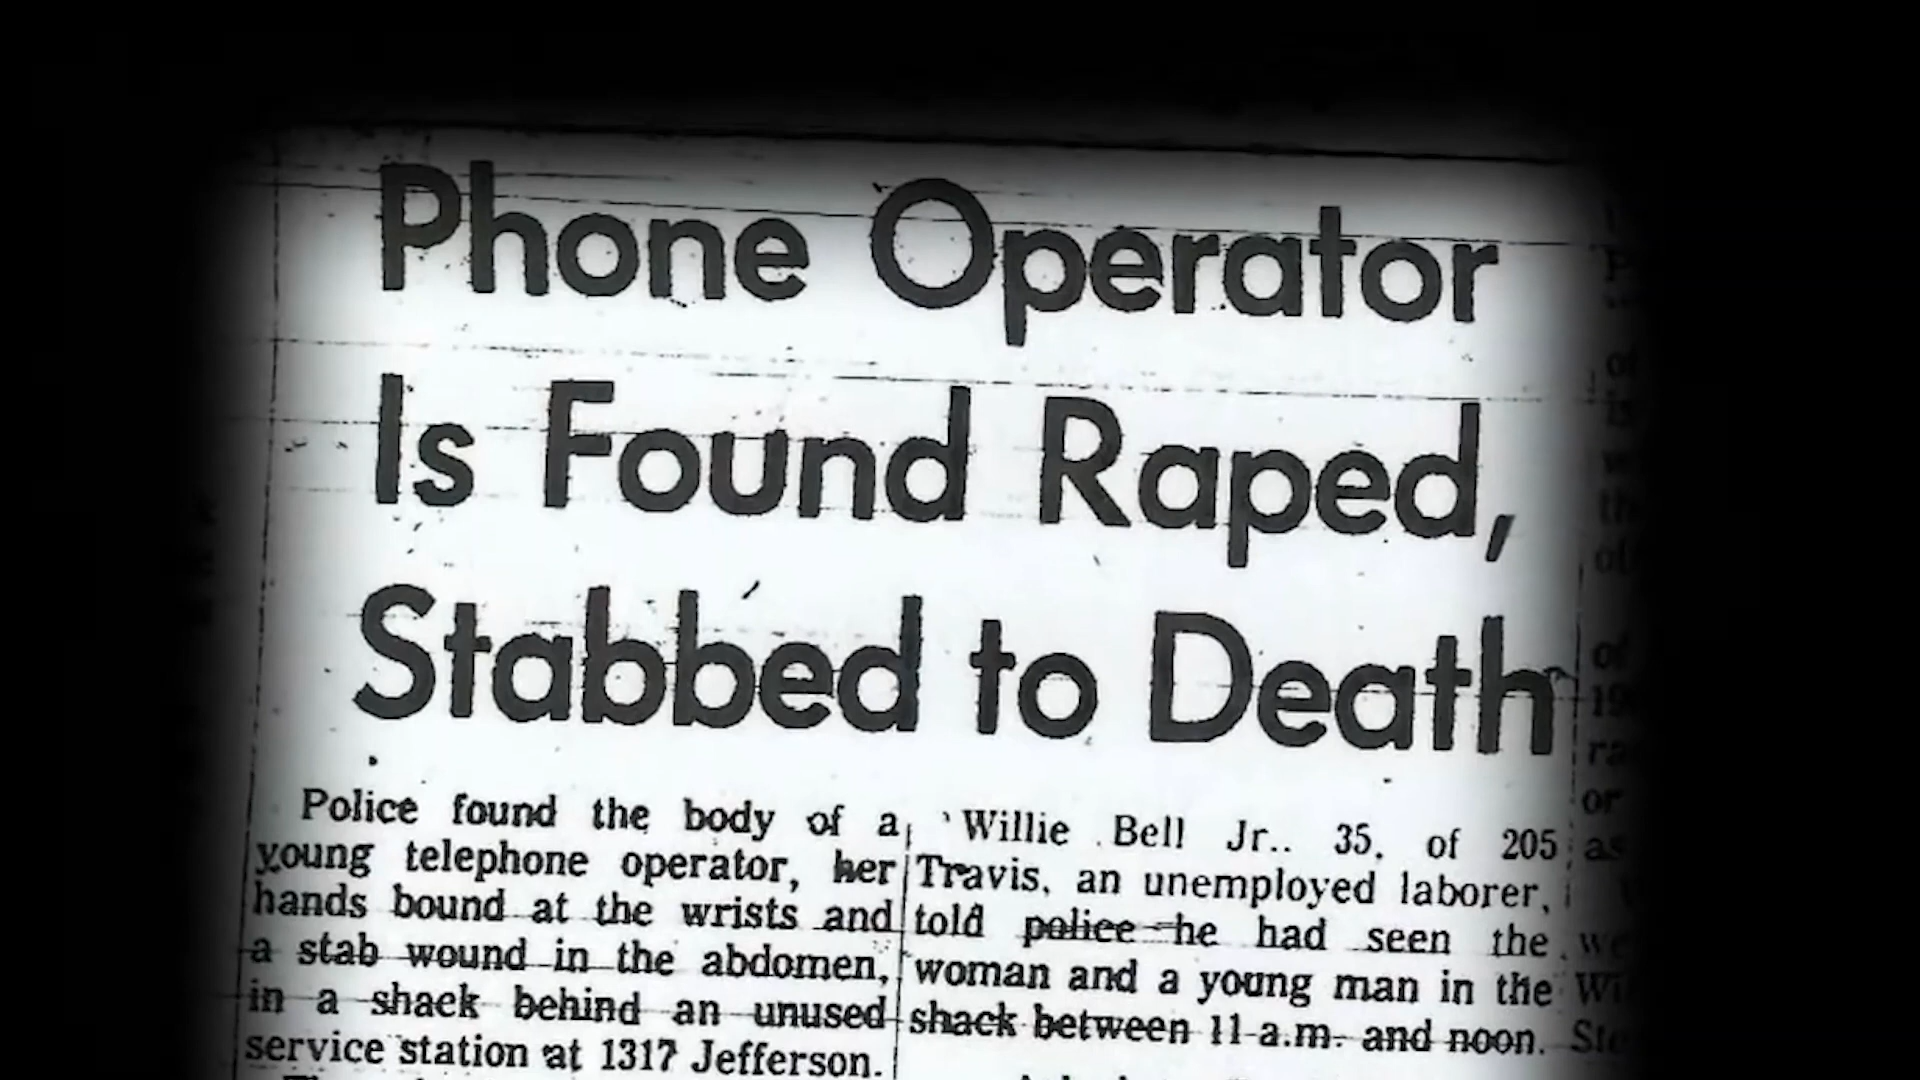 Phone Operator
Is Found Raped,
Stabbed to Death
Police found the body of a
young telephone operator, her
hands bound at the wrists and
a stab wound in the abdomen,
in a shack behind an unused
service station at 1317 Jefferson.
Willie Bell Jr.. 35, of 205
Travis, an unemployed laborer,
told police he had seen the
woman and a young man in the
shack between 11 a.m. and noon.